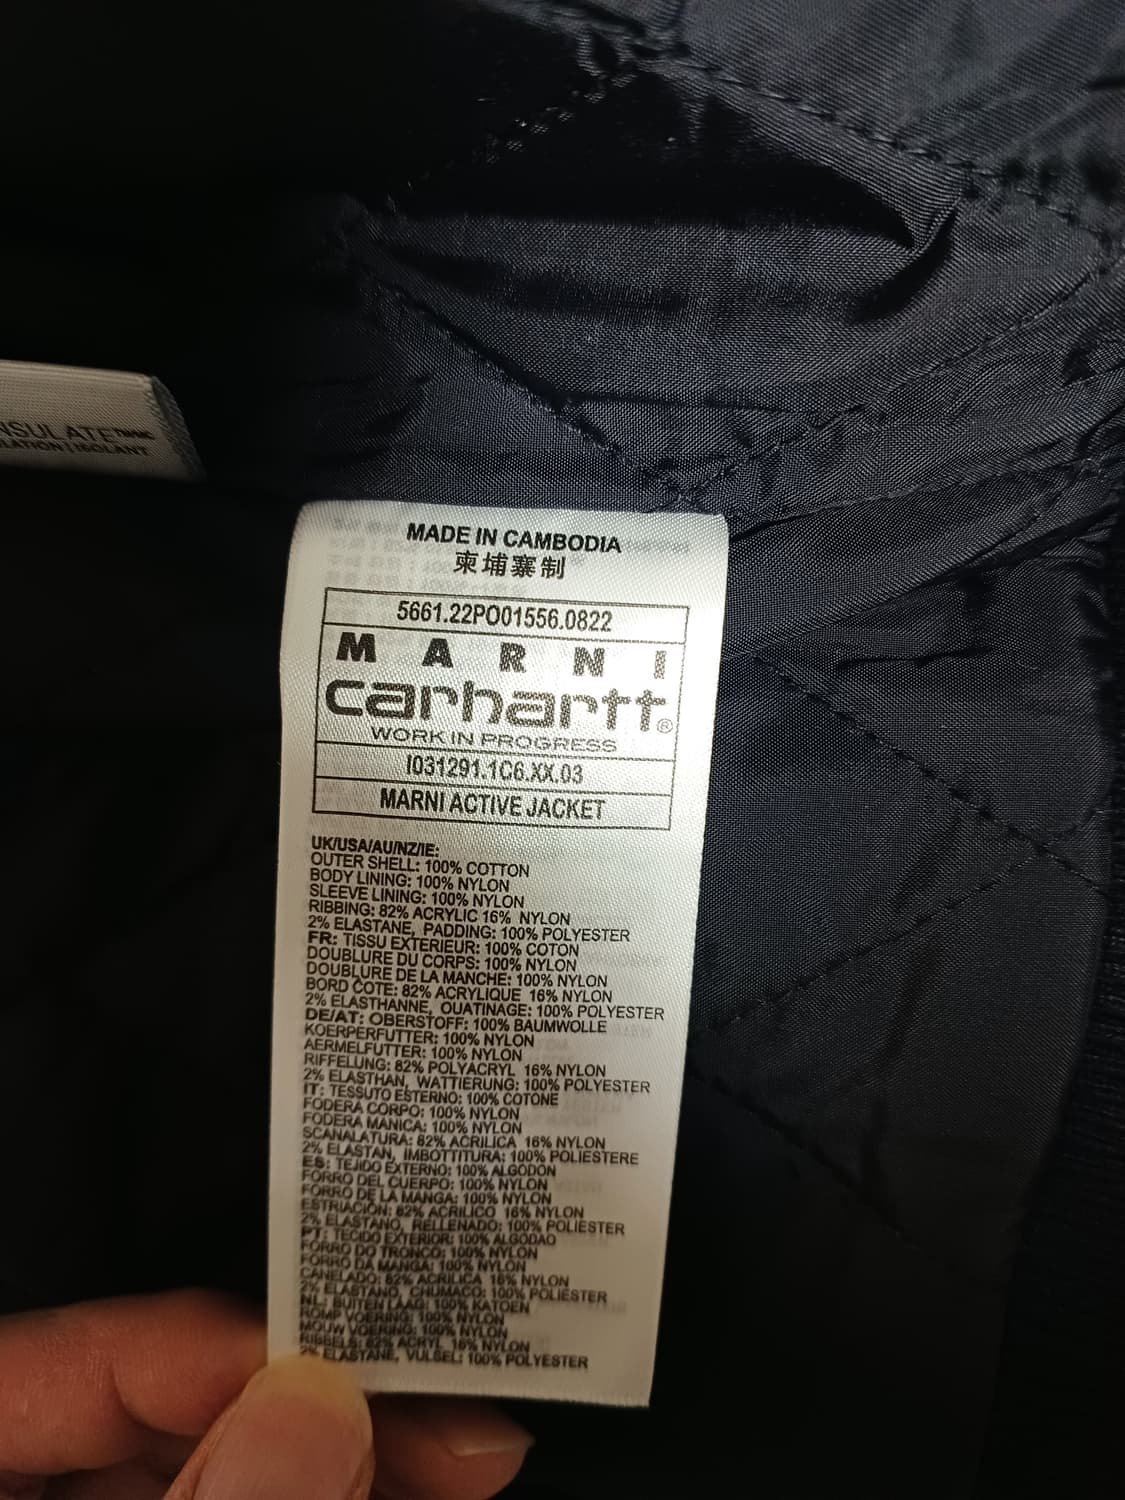 NSULATE
LATION | ISOLANT
MADE IN CAMBODIA
柬埔寨制
5661.22PO01556.0822
MARNI
carhartt®
WORK IN PROGRESS
I031291.1C6.XX.03
MARNI ACTIVE JACKET
UK/USA/AU/NZ/IE:
OUTER SHELL: 100% COTTON
BODY LINING: 100% NYLON
SLEEVE LINING: 100% NYLON
RIBBING: 82% ACRYLIC 16% NYLON
2% ELASTANE, PADDING: 100% POLYESTER
FR: TISSU EXTERIEUR: 100% COTON
DOUBLURE DU CORPS: 100% NYLON
DOUBLURE DE LA MANCHE: 100% NYLON
BORD CÔTE: 82% ACRYLIQUE 16% NYLON
2% ELASTHANNE, OUATINAGE: 100% POLYESTER
DE/AT: OBERSTOFF: 100% BAUMWOLLE
KOERPERFUTTER: 100% NYLON
AERMELFUTTER: 100% NYLON
RIFFELUNG: 82% POLYACRYL 16% NYLON
2% ELASTHAN, WATTIERUNG: 100% POLYESTER
IT: TESSUTO ESTERNO: 100% COTONE
FODERA CORPO: 100% NYLON
FODERA MANICA: 100% NYLON
SCANALATURA: 82% ACRILICA 16% NYLON
2% ELASTAN, IMBOTTITURA: 100% POLIESTERE
ES: TEJIDO EXTERNO: 100% ALGODON
FORRO DEL CUERPO: 100% NYLON
FORRO DE LA MANGA: 100% NYLON
ESTRIACIÓN: 82% ACRILICO 16% NYLON
2% ELASTANO, RELLENADO: 100% POLIESTER
PT: TECIDO EXTERIOR: 100% ALGODAO
FORRO DO TRONCO: 100% NYLON
FORRO DA MANGA: 100% NYLON
CANELADO: 82% ACRILICA 16% NYLON
2% ELASTANO, CHUMACO: 100% POLIESTER
NL: BUITEN LAAG: 100% KATOEN
ROMP VOERING: 100% NYLON
MOUW VOERING: 100% NYLON
RIBBELS: 82% ACRYL 16% NYLON
2% ELASTANE, VULSEL: 100% POLYESTER